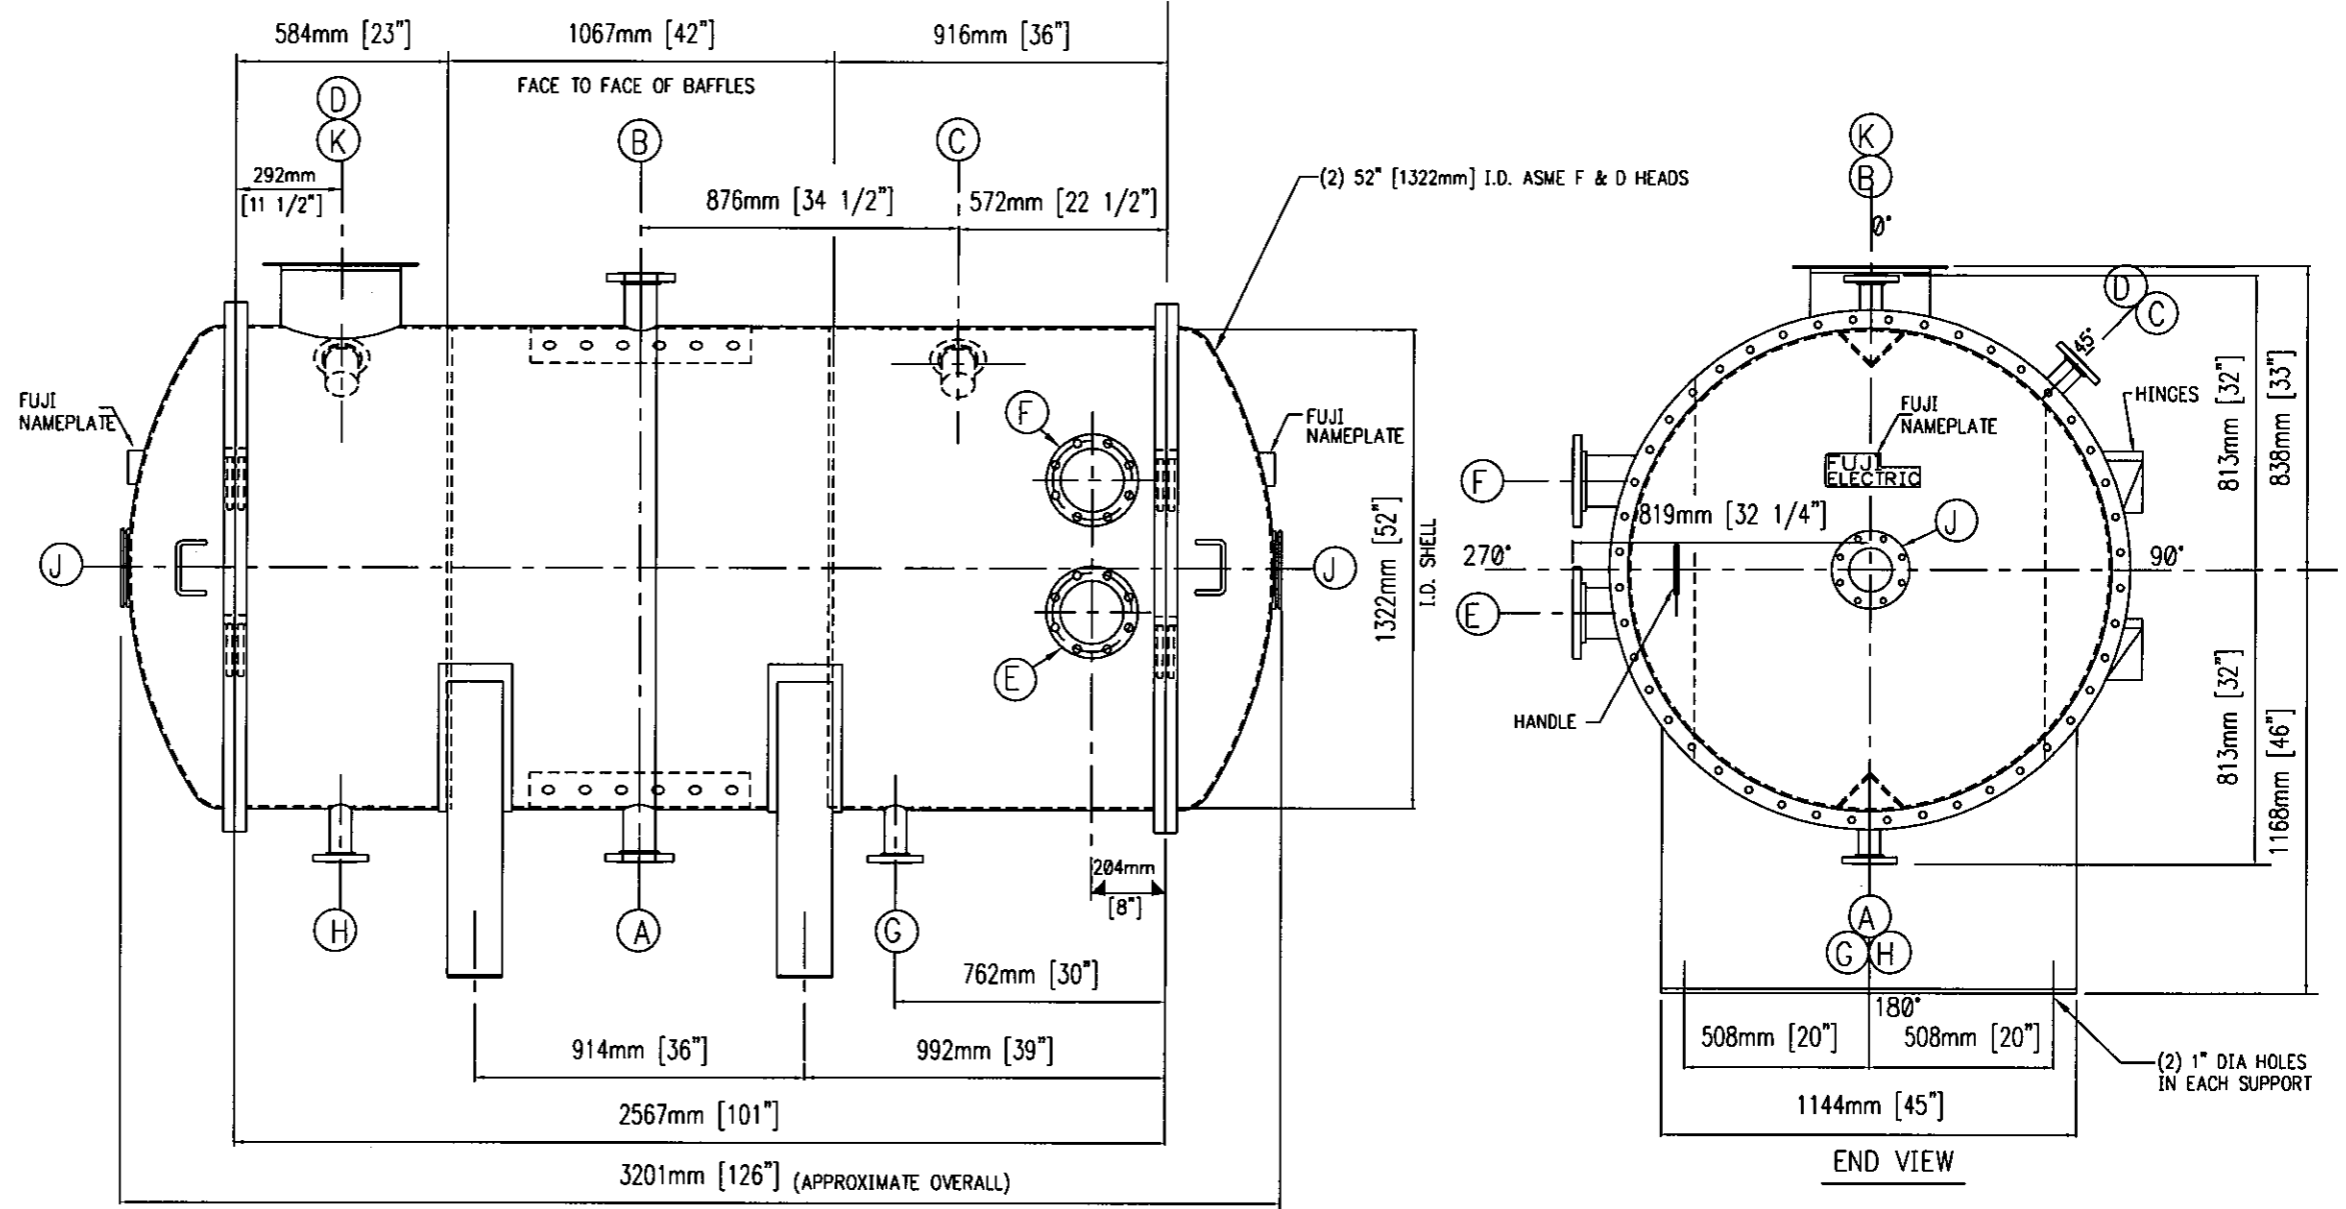 584mm [23"]
1067mm [42"]
916mm [36"]
FACE TO FACE OF BAFFLES
D
K
B
C
292mm
[11 1/2"]
876mm [34 1/2"]
572mm [22 1/2"]
(2) 52" [1322mm] I.D. ASME F & D HEADS
FUJI
NAMEPLATE
F
FUJI
NAMEPLATE
J
J
E
1322mm [52"]
I.D. SHELL
204mm
[8"]
H
A
G
762mm [30"]
914mm [36"]
992mm [39"]
2567mm [101"]
3201mm [126"] (APPROXIMATE OVERALL)
K
B
0°
D
C
45°
HINGES
FUJI
NAMEPLATE
FUJI
ELECTRIC
F
819mm [32 1/4"]
J
270°
90°
E
HANDLE
813mm [32"]
838mm [33"]
813mm [32"]
1168mm [46"]
A
G
H
180°
508mm [20"]
508mm [20"]
(2) 1" DIA HOLES
IN EACH SUPPORT
1144mm [45"]
END VIEW